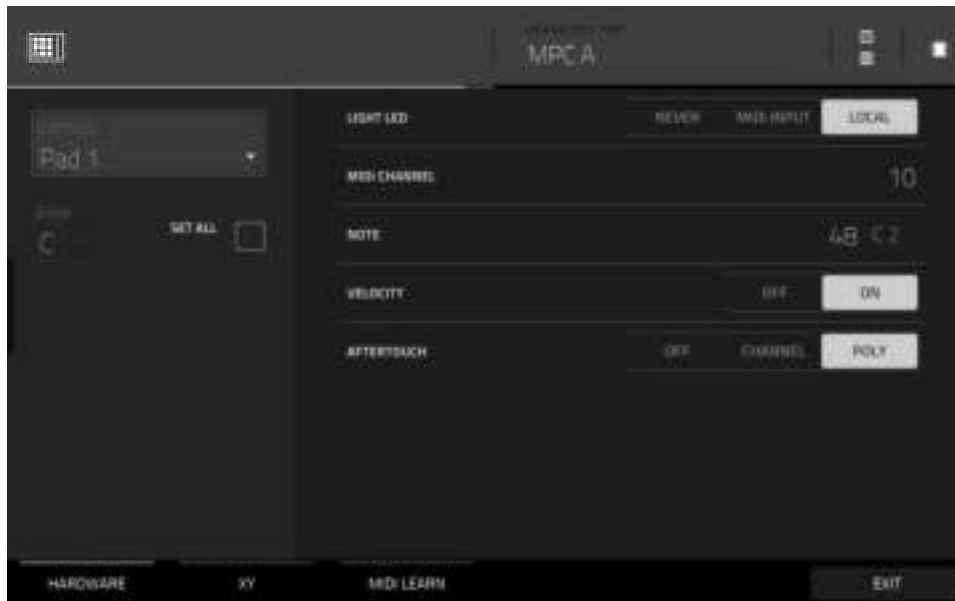 MPC A
Pad 1
C
SET ALL
LIGHT LED NEVER MIDI INPUT LOCAL
MIDI CHANNEL 10
NOTE 48 C 2
VELOCITY OFF ON
AFTERTOUCH OFF CHANNEL POLY
HARDWARE XY MIDI LEARN EXIT